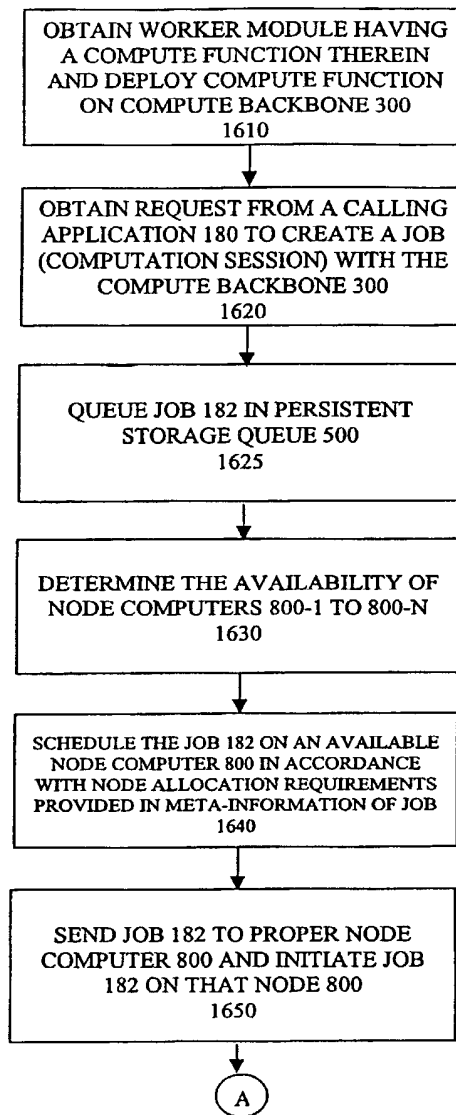 OBTAIN WORKER MODULE HAVING
A COMPUTE FUNCTION THEREIN
AND DEPLOY COMPUTE FUNCTION
ON COMPUTE BACKBONE 300
1610
OBTAIN REQUEST FROM A CALLING
APPLICATION 180 TO CREATE A JOB
(COMPUTATION SESSION) WITH THE
COMPUTE BACKBONE 300
1620
QUEUE JOB 182 IN PERSISTENT
STORAGE QUEUE 500
1625
DETERMINE THE AVAILABILITY OF
NODE COMPUTERS 800-1 TO 800-N
1630
SCHEDULE THE JOB 182 ON AN AVAILABLE
NODE COMPUTER 800 IN ACCORDANCE
WITH NODE ALLOCATION REQUIREMENTS
PROVIDED IN META-INFORMATION OF JOB
1640
SEND JOB 182 TO PROPER NODE
COMPUTER 800 AND INITIATE JOB
182 ON THAT NODE 800
1650
A